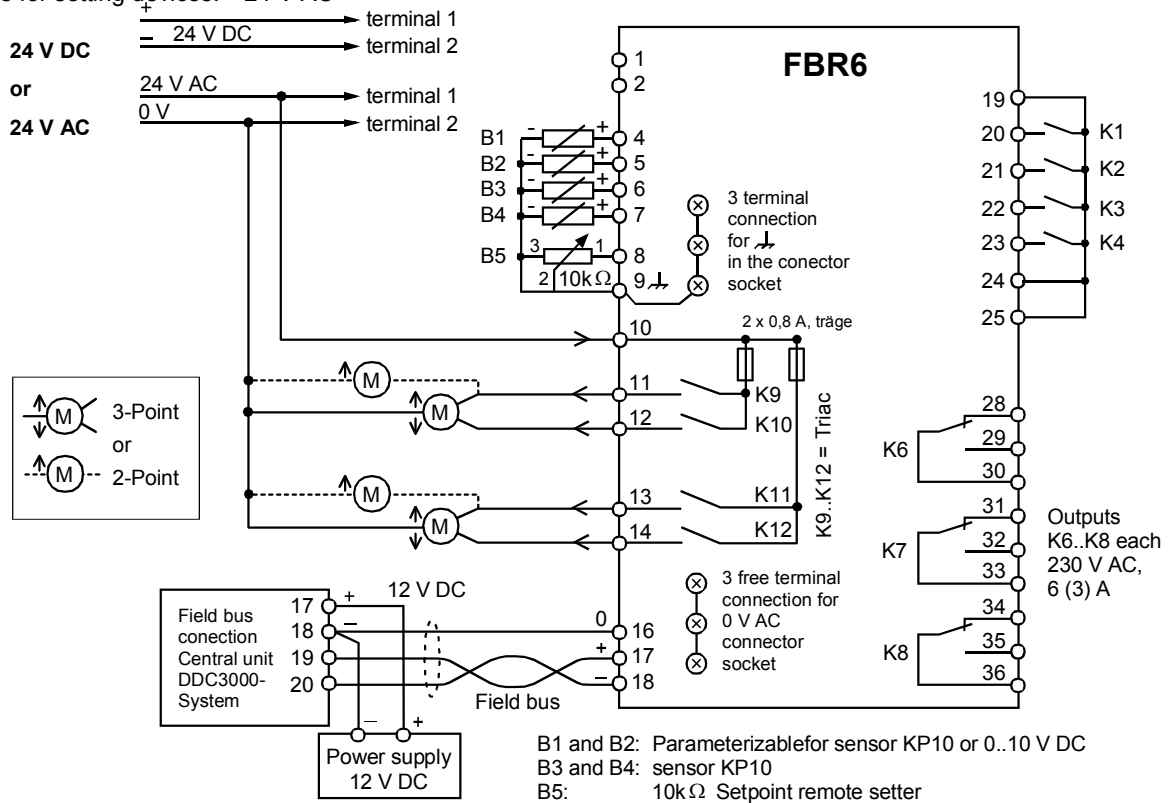 24 V DC
or
24 V AC
+
– 24 V DC
24 V AC
0 V
terminal 1
terminal 2
terminal 1
terminal 2
FBR6
1
2
B1 - + 4
B2 - + 5
B3 - + 6
B4 - + 7
B5 3 1 8
2 10kΩ 9
3 terminal
connection
for
in the conector
socket
10
2 x 0,8 A, träge
M
11 K9
M
12 K10
M
13 K11
M
14 K12
K9..K12 = Triac
M 3-Point
or
M 2-Point
19
20 K1
21 K2
22 K3
23 K4
24
25
28
K6 29
30
31
K7 32
33
34
K8 35
36
Outputs
K6..K8 each
230 V AC,
6 (3) A
3 free terminal
connection for
0 V AC
connector
socket
Field bus
conection
Central unit
DDC3000-
System
17 + 12 V DC
18 –
19
20
0 16
+ 17
– 18
Field bus
– +
Power supply
12 V DC
B1 and B2: Parameterizablefor sensor KP10 or 0..10 V DC
B3 and B4: sensor KP10
B5: 10kΩ Setpoint remote setter